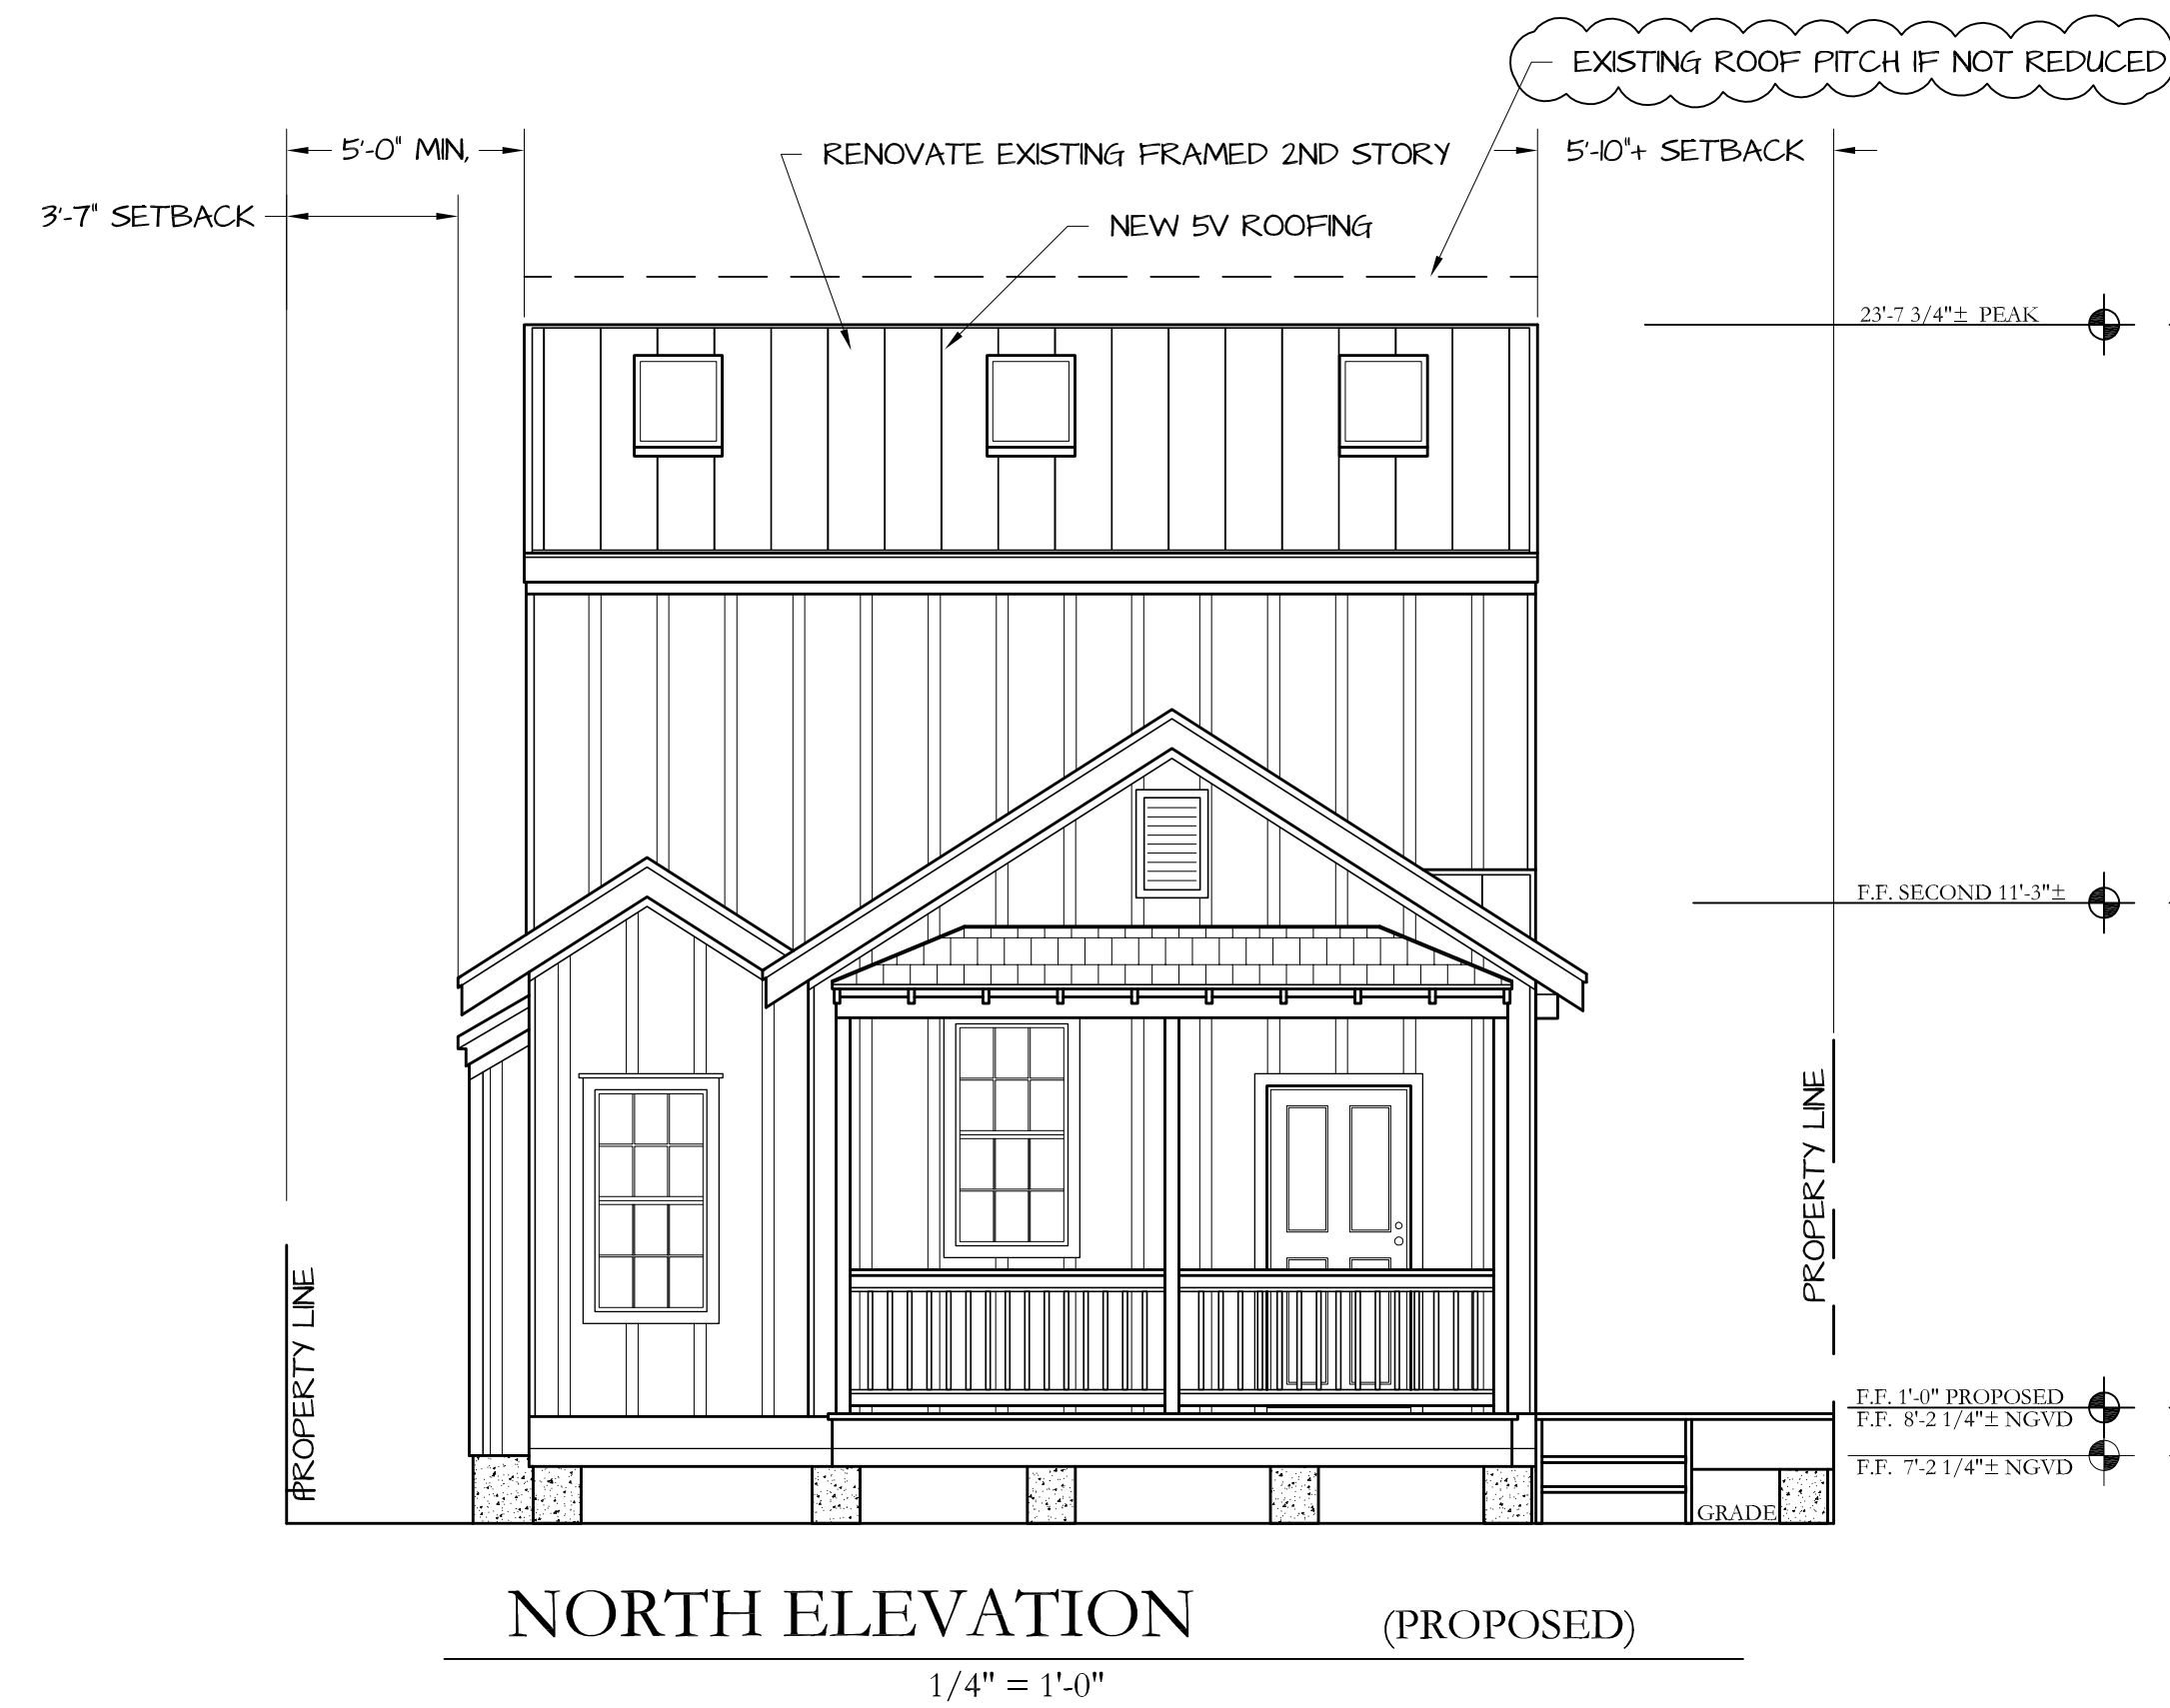 EXISTING ROOF PITCH IF NOT REDUCED
5'-0" MIN,
RENOVATE EXISTING FRAMED 2ND STORY
5'-10"+ SETBACK
3'-7" SETBACK
NEW 5V ROOFING
23'-7 3/4"± PEAK
F.F. SECOND 11'-3"±
PROPERTY LINE
PROPERTY LINE
F.F. 1'-0" PROPOSED
F.F. 8'-2 1/4"± NGVD
F.F. 7'-2 1/4"± NGVD
GRADE
NORTH ELEVATION (PROPOSED)
1/4" = 1'-0"